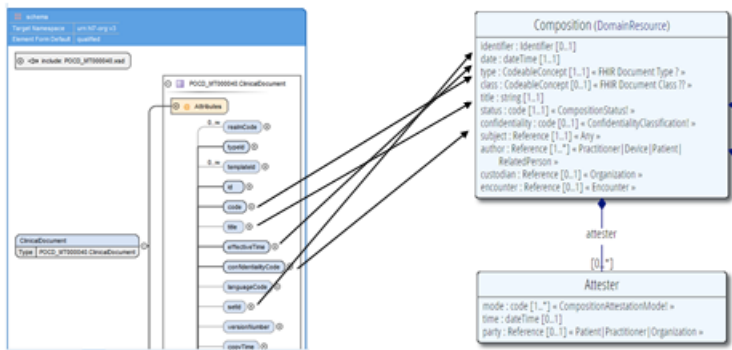 schema
Target Namespace urn:hl7-org:v3
Element Form Default qualified
include: POCD_MT000040.xsd
POCD_MT000040.ClinicalDocument
Attributes
0..∞
realmCode
typeId
0..∞
templateId
id
code
title
effectiveTime
confidentialityCode
languageCode
setId
versionNumber
copyTime
ClinicalDocument
Type POCD_MT000040.ClinicalDocument
Composition (DomainResource)
identifier : Identifier [0..1]
date : dateTime [1..1]
type : CodeableConcept [1..1] « FHIR Document Type ? »
class : CodeableConcept [0..1] « FHIR Document Class ?? »
title : string [1..1]
status : code [1..1] « CompositionStatus! »
confidentiality : code [0..1] « ConfidentialityClassification! »
subject : Reference [1..1] « Any »
author : Reference [1..*] « Practitioner|Device|Patient|
RelatedPerson »
custodian : Reference [0..1] « Organization »
encounter : Reference [0..1] « Encounter »
attester
[0..*]
Attester
mode : code [1..*] « CompositionAttestationMode! »
time : dateTime [0..1]
party : Reference [0..1] « Patient|Practitioner|Organization »